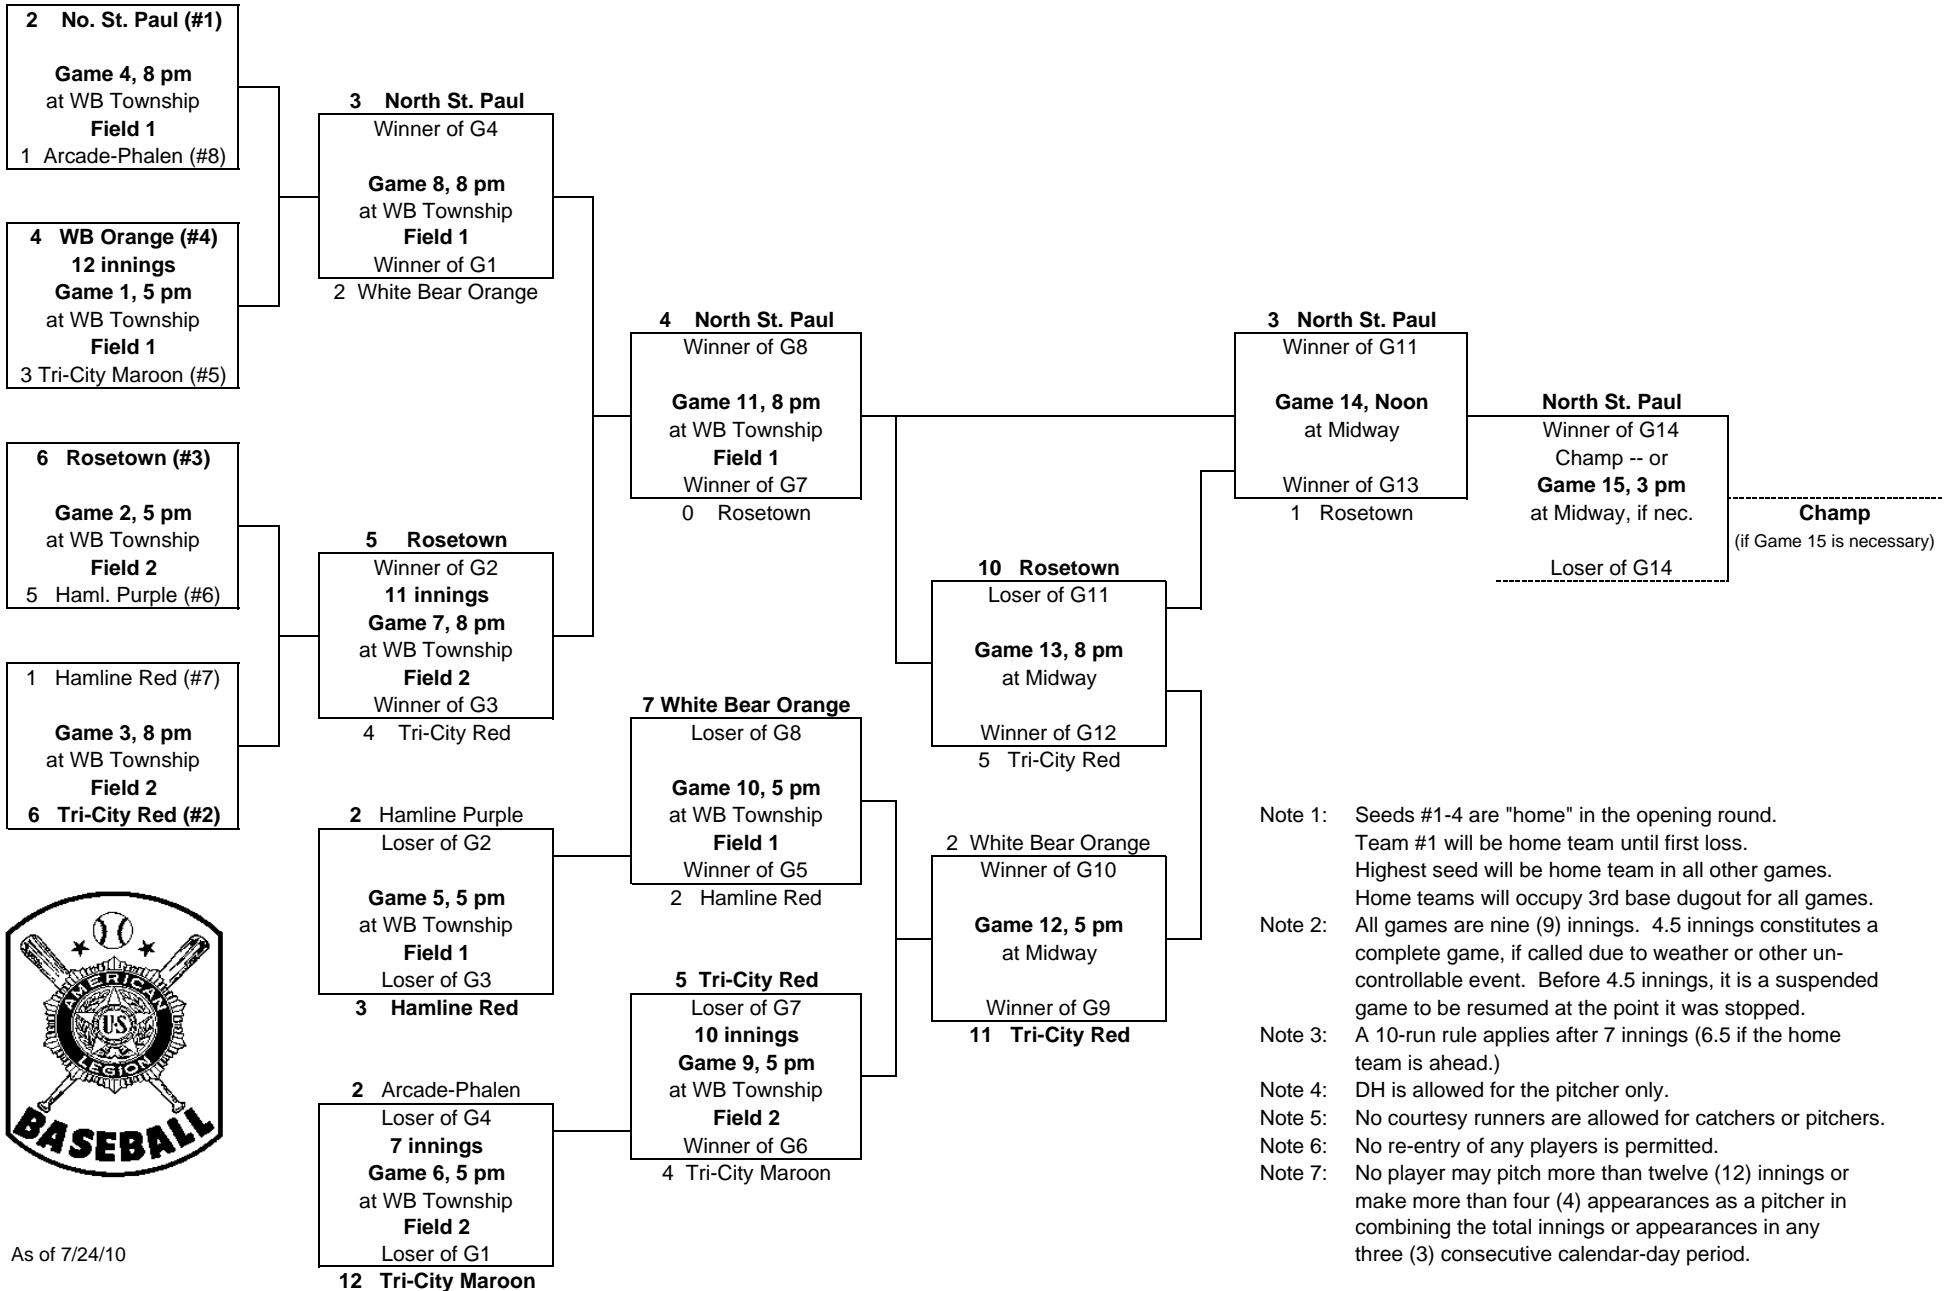 2 No. St. Paul (#1)
Game 4, 8 pm
at WB Township
Field 1
1 Arcade-Phalen (#8)
4 WB Orange (#4)
12 innings
Game 1, 5 pm
at WB Township
Field 1
3 Tri-City Maroon (#5)
6 Rosetown (#3)
Game 2, 5 pm
at WB Township
Field 2
5 Haml. Purple (#6)
1 Hamline Red (#7)
Game 3, 8 pm
at WB Township
Field 2
6 Tri-City Red (#2)
3 North St. Paul
Winner of G4
Game 8, 8 pm
at WB Township
Field 1
Winner of G1
2 White Bear Orange
5 Rosetown
Winner of G2
11 innings
Game 7, 8 pm
at WB Township
Field 2
Winner of G3
4 Tri-City Red
2 Hamline Purple
Loser of G2
Game 5, 5 pm
at WB Township
Field 1
Loser of G3
3 Hamline Red
2 Arcade-Phalen
Loser of G4
7 innings
Game 6, 5 pm
at WB Township
Field 2
Loser of G1
12 Tri-City Maroon
4 North St. Paul
Winner of G8
Game 11, 8 pm
at WB Township
Field 1
Winner of G7
0 Rosetown
7 White Bear Orange
Loser of G8
Game 10, 5 pm
at WB Township
Field 1
Winner of G5
2 Hamline Red
5 Tri-City Red
Loser of G7
10 innings
Game 9, 5 pm
at WB Township
Field 2
Winner of G6
4 Tri-City Maroon
10 Rosetown
Loser of G11
Game 13, 8 pm
at Midway
Winner of G12
5 Tri-City Red
2 White Bear Orange
Winner of G10
Game 12, 5 pm
at Midway
Winner of G9
11 Tri-City Red
3 North St. Paul
Winner of G11
Game 14, Noon
at Midway
Winner of G13
1 Rosetown
North St. Paul
Winner of G14
Champ -- or
Game 15, 3 pm
at Midway, if nec.
Loser of G14
Champ
(if Game 15 is necessary)
Note 1: Seeds #1-4 are "home" in the opening round.
Team #1 will be home team until first loss.
Highest seed will be home team in all other games.
Home teams will occupy 3rd base dugout for all games.
Note 2: All games are nine (9) innings. 4.5 innings constitutes a
complete game, if called due to weather or other un-
controllable event. Before 4.5 innings, it is a suspended
game to be resumed at the point it was stopped.
Note 3: A 10-run rule applies after 7 innings (6.5 if the home
team is ahead.)
Note 4: DH is allowed for the pitcher only.
Note 5: No courtesy runners are allowed for catchers or pitchers.
Note 6: No re-entry of any players is permitted.
Note 7: No player may pitch more than twelve (12) innings or
make more than four (4) appearances as a pitcher in
combining the total innings or appearances in any
three (3) consecutive calendar-day period.
AMERICAN
US
LEGION
BASEBALL
As of 7/24/10